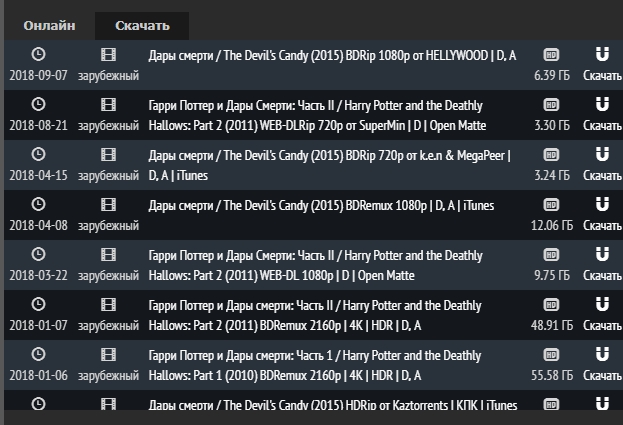 Онлайн Скачать
Дары смерти / The Devil's Candy (2015) BDRip 1080p от HELLYWOOD | D, A
2018-09-07 зарубежный 6.39 ГБ Скачать
Гарри Поттер и Дары Смерти: Часть II / Harry Potter and the Deathly
2018-08-21 зарубежный Hallows: Part 2 (2011) WEB-DLRip 720p от SuperMin | D | Open Matte 3.30 ГБ Скачать
Дары смерти / The Devil's Candy (2015) BDRip 720p от k.e.n & MegaPeer |
2018-04-15 зарубежный D, A | iTunes 3.24 ГБ Скачать
Дары смерти / The Devil's Candy (2015) BDRemux 1080p | D, A | iTunes
2018-04-08 зарубежный 12.06 ГБ Скачать
Гарри Поттер и Дары Смерти: Часть II / Harry Potter and the Deathly
2018-03-22 зарубежный Hallows: Part 2 (2011) WEB-DL 1080p | D | Open Matte 9.75 ГБ Скачать
Гарри Поттер и Дары смерти: Часть II / Harry Potter and the Deathly
2018-01-07 зарубежный Hallows: Part 2 (2011) BDRemux 2160p | 4K | HDR | D, A 48.91 ГБ Скачать
Гарри Поттер и Дары смерти: Часть 1 / Harry Potter and the Deathly
2018-01-06 зарубежный Hallows: Part 1 (2010) BDRemux 2160p | 4K | HDR | D, A 55.58 ГБ Скачать
Дары смерти / The Devil's Candy (2015) HDRip от Kaztorrents | КПК | iTunes